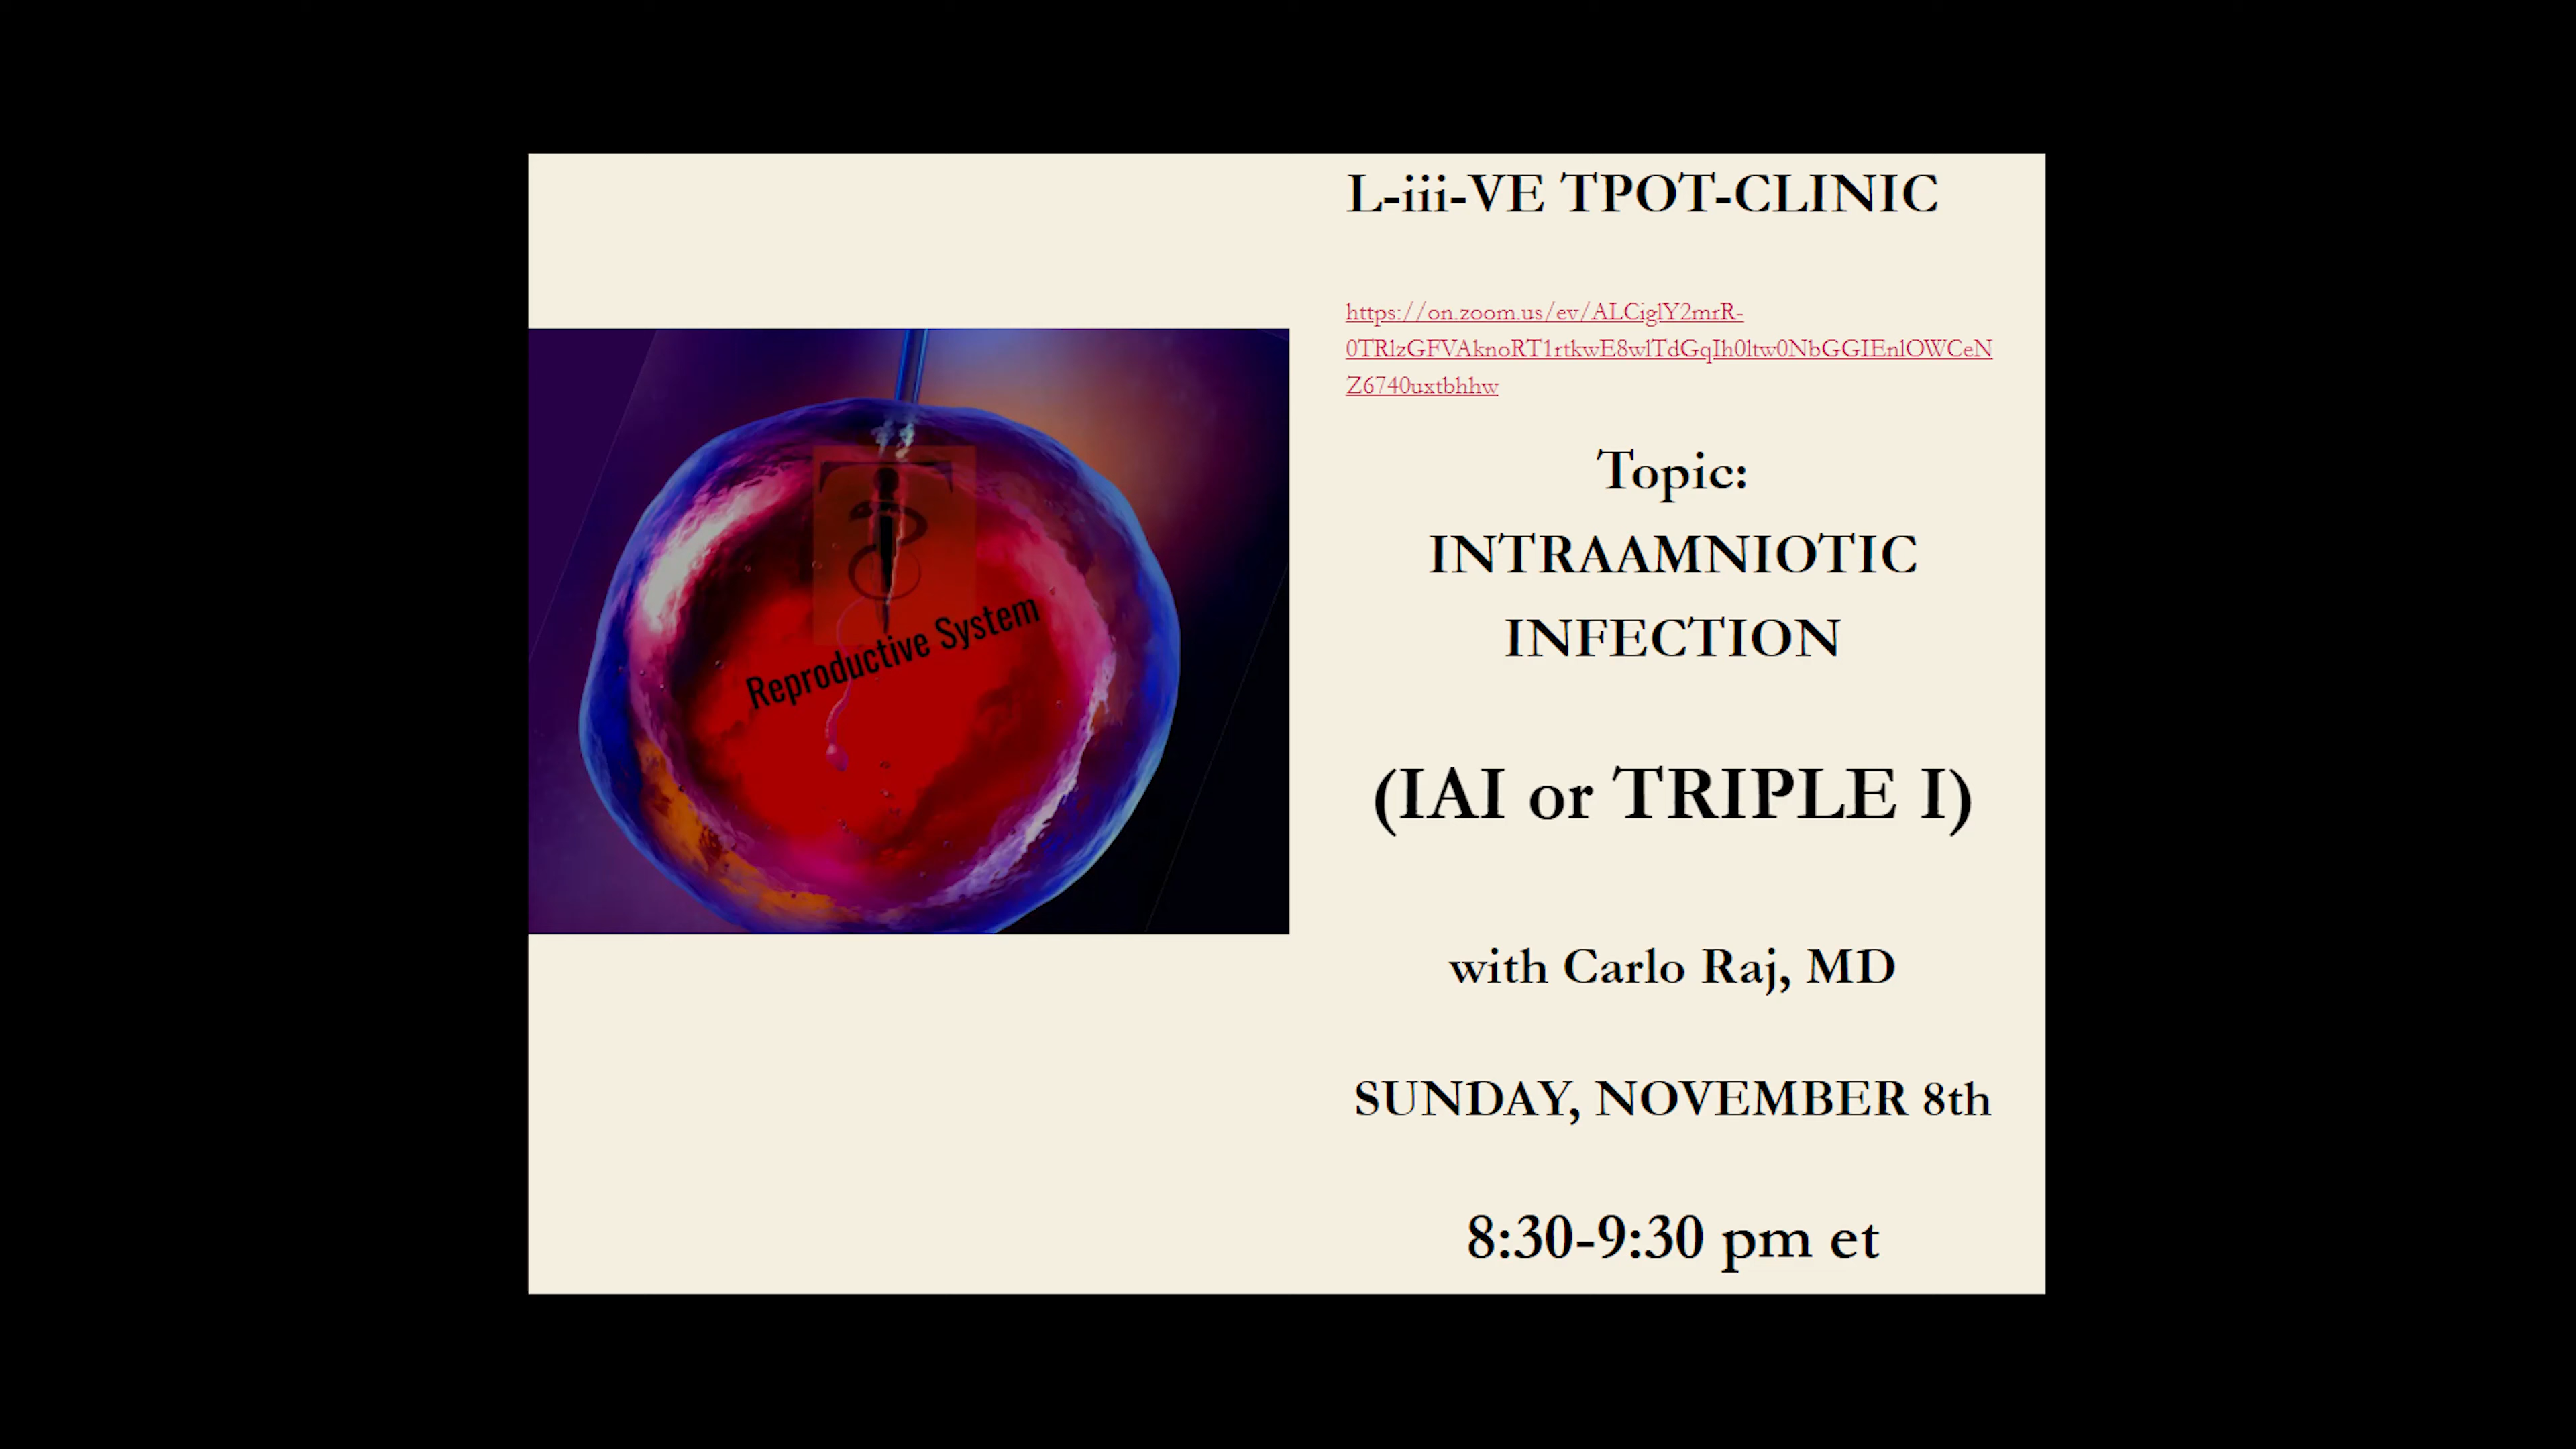 L-iii-VE TPOT-CLINIC
https://on.zoom.us/ev/ALCiglY2mrR-
0TRlzGFVAknoRT1rtkwE8wlTdGqIh0ltw0NbGGIEnlOWCeN
Z6740uxtbhhw
Topic:
INTRAAMNIOTIC
INFECTION
(IAI or TRIPLE I)
with Carlo Raj, MD
SUNDAY, NOVEMBER 8th
8:30-9:30 pm et
Reproductive System